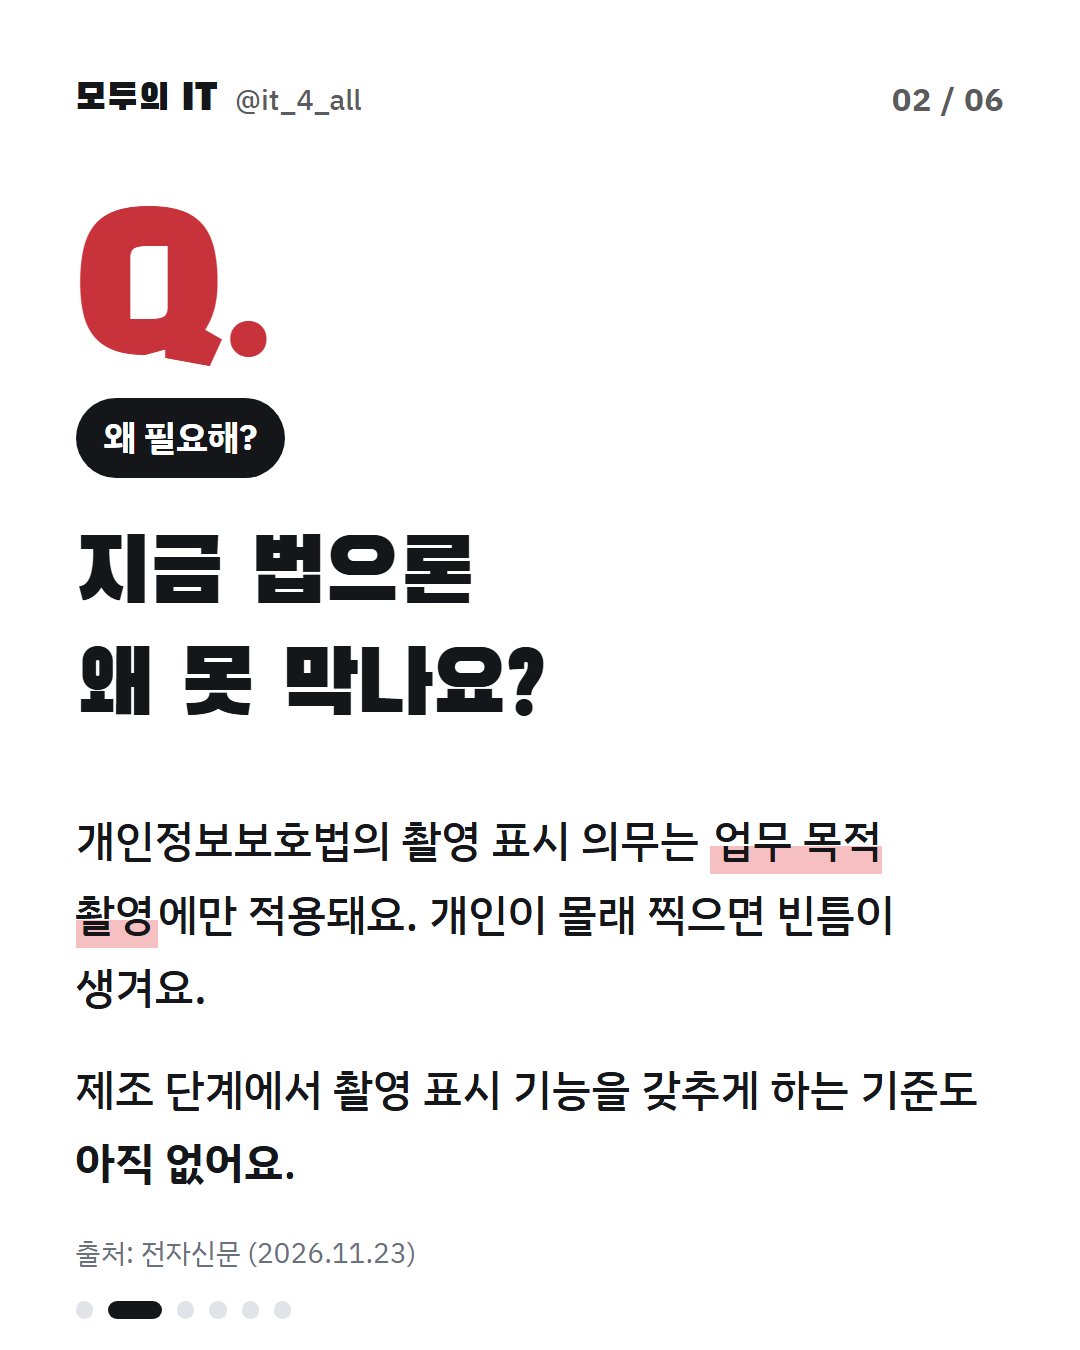 모두의 IT @it_4_all
02 / 06
Q.
왜 필요해?
지금 법으론
왜 못 막나요?
개인정보보호법의 촬영 표시 의무는 업무 목적
촬영에만 적용돼요. 개인이 몰래 찍으면 빈틈이
생겨요.
제조 단계에서 촬영 표시 기능을 갖추게 하는 기준도
아직 없어요.
출처: 전자신문 (2026.11.23)